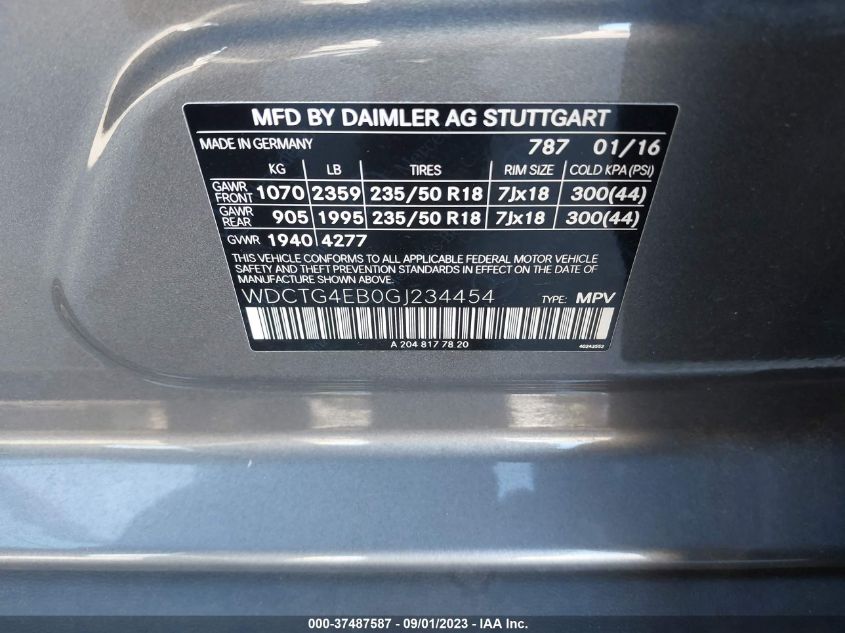 MFD BY DAIMLER AG STUTTGART
MADE IN GERMANY 787 01/16
KG LB TIRES RIM SIZE COLD KPA(PSI)
GAWR FRONT 1070 2359 235/50 R18 7Jx18 300(44)
GAWR REAR 905 1995 235/50 R18 7Jx18 300(44)
GVWR 1940 4277
THIS VEHICLE CONFORMS TO ALL APPLICABLE FEDERAL MOTOR VEHICLE
SAFETY AND THEFT PREVENTION STANDARDS IN EFFECT ON THE DATE OF
MANUFACTURE SHOWN ABOVE.
WDCTG4EB0GJ234454 TYPE: MPV
A 204 817 78 20
000-37487587 - 09/01/2023 - IAA Inc.